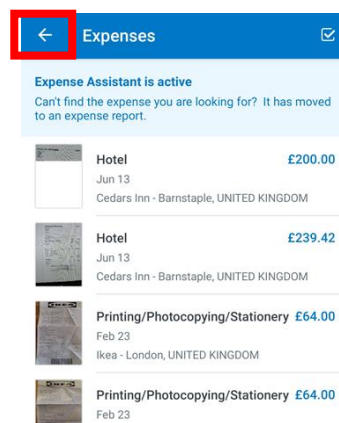 Expenses
Expense Assistant is active
Can't find the expense you are looking for? It has moved
to an expense report.
Hotel £200.00
Jun 13
Cedars Inn - Barnstaple, UNITED KINGDOM
Hotel £239.42
Jun 13
Cedars Inn - Barnstaple, UNITED KINGDOM
Printing/Photocopying/Stationery £64.00
Feb 23
Ikea - London, UNITED KINGDOM
Printing/Photocopying/Stationery £64.00
Feb 23